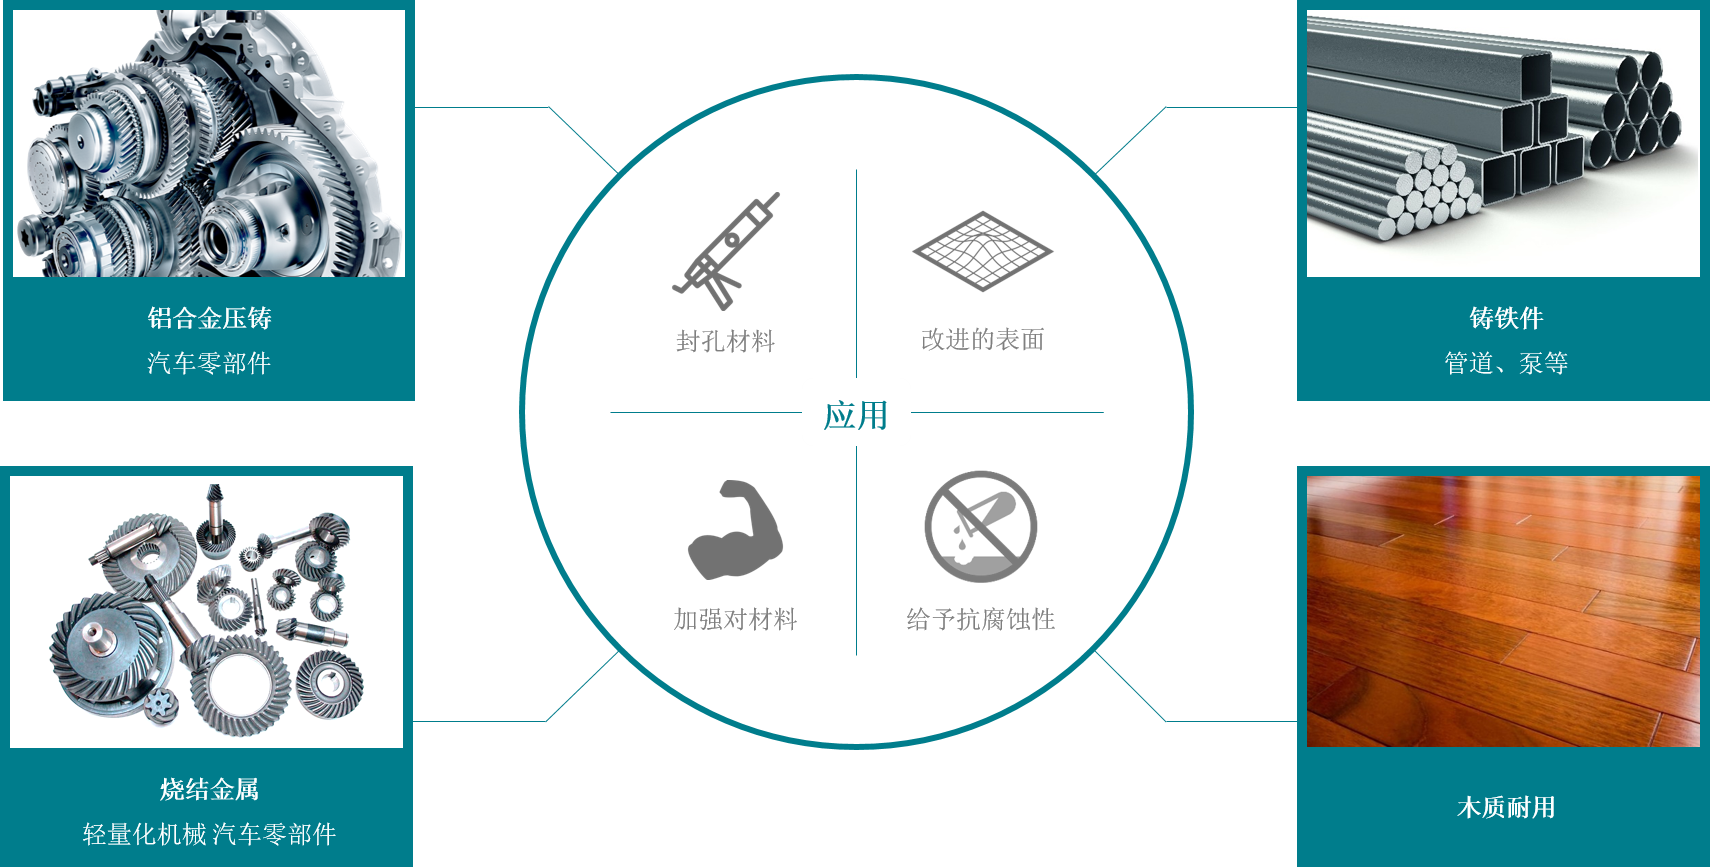 铝合金压铸
汽车零部件
铸铁件
管道、泵等
封孔材料
改进的表面
应用
加强对材料
给予抗腐蚀性
烧结金属
轻量化机械 汽车零部件
木质耐用